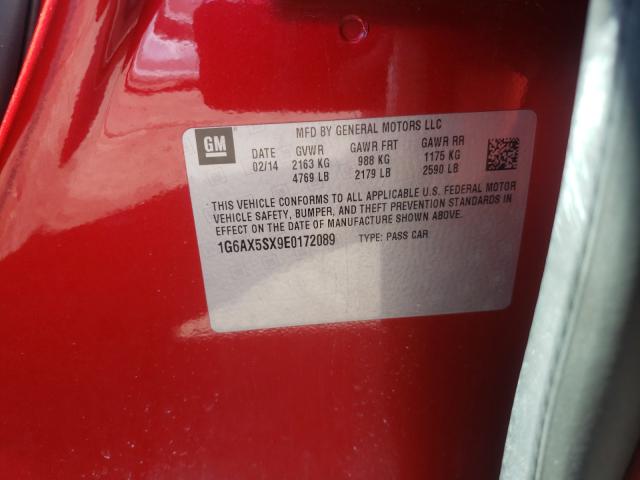 GM
MFD BY GENERAL MOTORS LLC
DATE GVWR GAWR FRT GAWR RR
02/14 2163 KG 988 KG 1175 KG
4769 LB 2179 LB 2590 LB
THIS VEHICLE CONFORMS TO ALL APPLICABLE U.S. FEDERAL MOTOR
VEHICLE SAFETY, BUMPER, AND THEFT PREVENTION STANDARDS IN
EFFECT ON THE DATE OF MANUFACTURE SHOWN ABOVE.
1G6AX5SX9E0172089 TYPE: PASS CAR